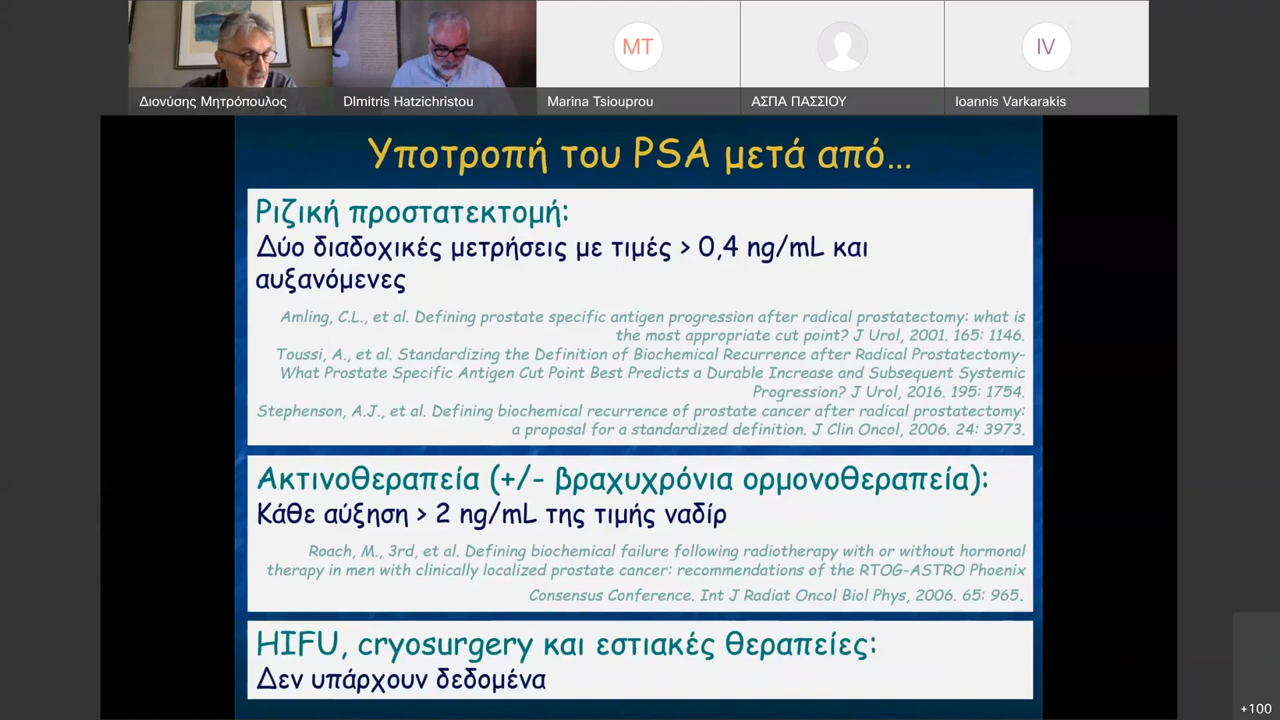 MT
IV
Διονύσης Μητρόπουλος
DImitris Hatzichristou
Marina Tsiouprou
ΑΣΠΑ ΠΑΣΣΙΟΥ
Ioannis Varkarakis
Υποτροπή του PSA μετά από...
Ριζική προστατεκτομή:
Δύο διαδοχικές μετρήσεις με τιμές > 0,4 ng/mL και
αυξανόμενες
Amling, C.L., et al. Defining prostate specific antigen progression after radical prostatectomy: what is
the most appropriate cut point? J Urol, 2001. 165: 1146.
Toussi, A., et al. Standardizing the Definition of Biochemical Recurrence after Radical Prostatectomy-
What Prostate Specific Antigen Cut Point Best Predicts a Durable Increase and Subsequent Systemic
Progression? J Urol, 2016. 195: 1754.
Stephenson, A.J., et al. Defining biochemical recurrence of prostate cancer after radical prostatectomy:
a proposal for a standardized definition. J Clin Oncol, 2006. 24: 3973.
Ακτινοθεραπεία (+/- βραχυχρόνια ορμονοθεραπεία):
Κάθε αύξηση > 2 ng/mL της τιμής ναδίρ
Roach, M., 3rd, et al. Defining biochemical failure following radiotherapy with or without hormonal
therapy in men with clinically localized prostate cancer: recommendations of the RTOG-ASTRO Phoenix
Consensus Conference. Int J Radiat Oncol Biol Phys, 2006. 65: 965.
HIFU, cryosurgery και εστιακές θεραπείες:
Δεν υπάρχουν δεδομένα
+100